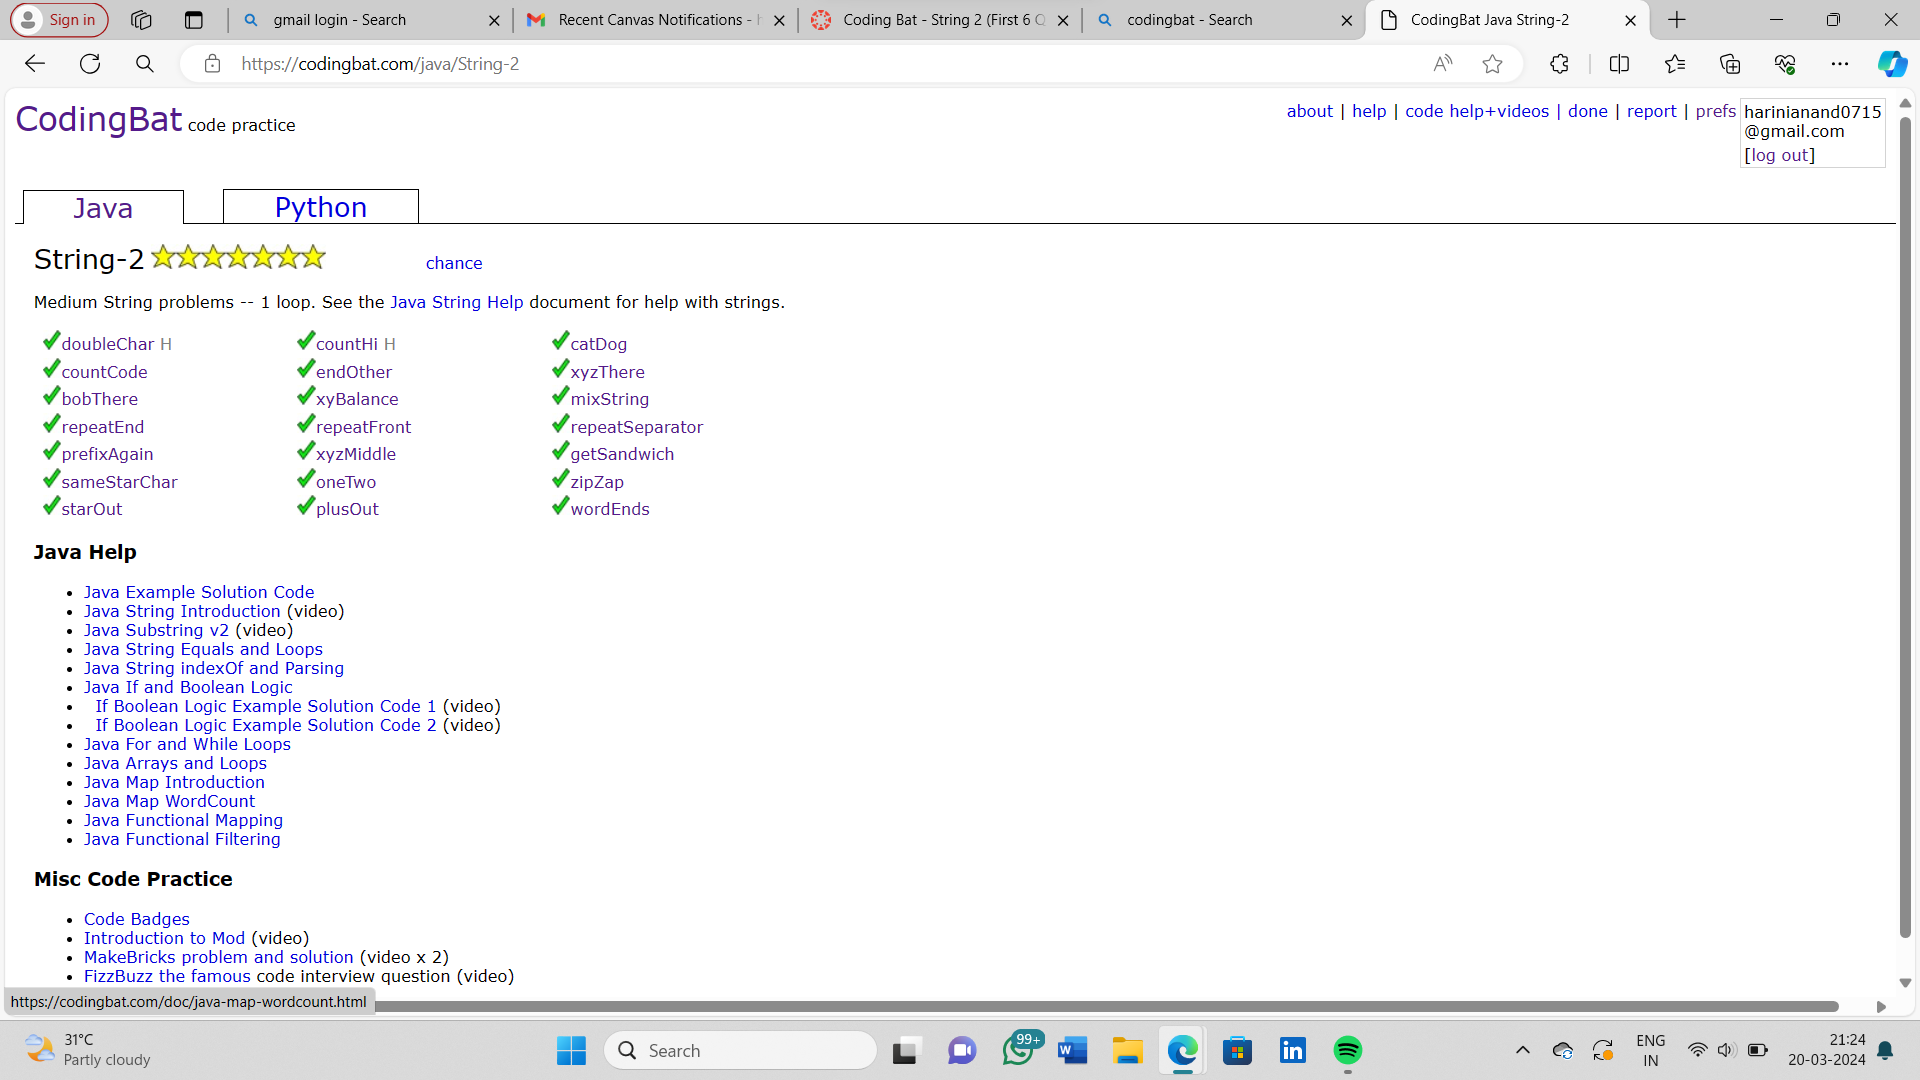 Sign in
gmail login - Search
Recent Canvas Notifications - h
Coding Bat - String 2 (First 6 Q
codingbat - Search
CodingBat Java String-2
https://codingbat.com/java/String-2
CodingBat code practice
about | help | code help+videos | done | report | prefs
harinianand0715
@gmail.com
[log out]
Java
Python
String-2
chance
Medium String problems -- 1 loop. See the Java String Help document for help with strings.
doubleChar H
countHi H
catDog
countCode
endOther
xyzThere
bobThere
xyBalance
mixString
repeatEnd
repeatFront
repeatSeparator
prefixAgain
xyzMiddle
getSandwich
sameStarChar
oneTwo
zipZap
starOut
plusOut
wordEnds
Java Help
Java Example Solution Code
Java String Introduction (video)
Java Substring v2 (video)
Java String Equals and Loops
Java String indexOf and Parsing
Java If and Boolean Logic
If Boolean Logic Example Solution Code 1 (video)
If Boolean Logic Example Solution Code 2 (video)
Java For and While Loops
Java Arrays and Loops
Java Map Introduction
Java Map WordCount
Java Functional Mapping
Java Functional Filtering
Misc Code Practice
Code Badges
Introduction to Mod (video)
MakeBricks problem and solution (video x 2)
FizzBuzz the famous code interview question (video)
https://codingbat.com/doc/java-map-wordcount.html
31°C
Partly cloudy
Search
99+
ENG
IN
21:24
20-03-2024